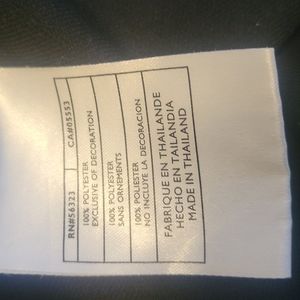 RN#56323 CA#05553
100% POLYESTER
EXCLUSIVE OF DECORATION
100% POLYESTER
SANS ORNEMENTS
100% POLIESTER
NO INCLUYE LA DECORACION
FABRIQUE EN THAILANDE
HECHO EN TAILANDIA
MADE IN THAILAND